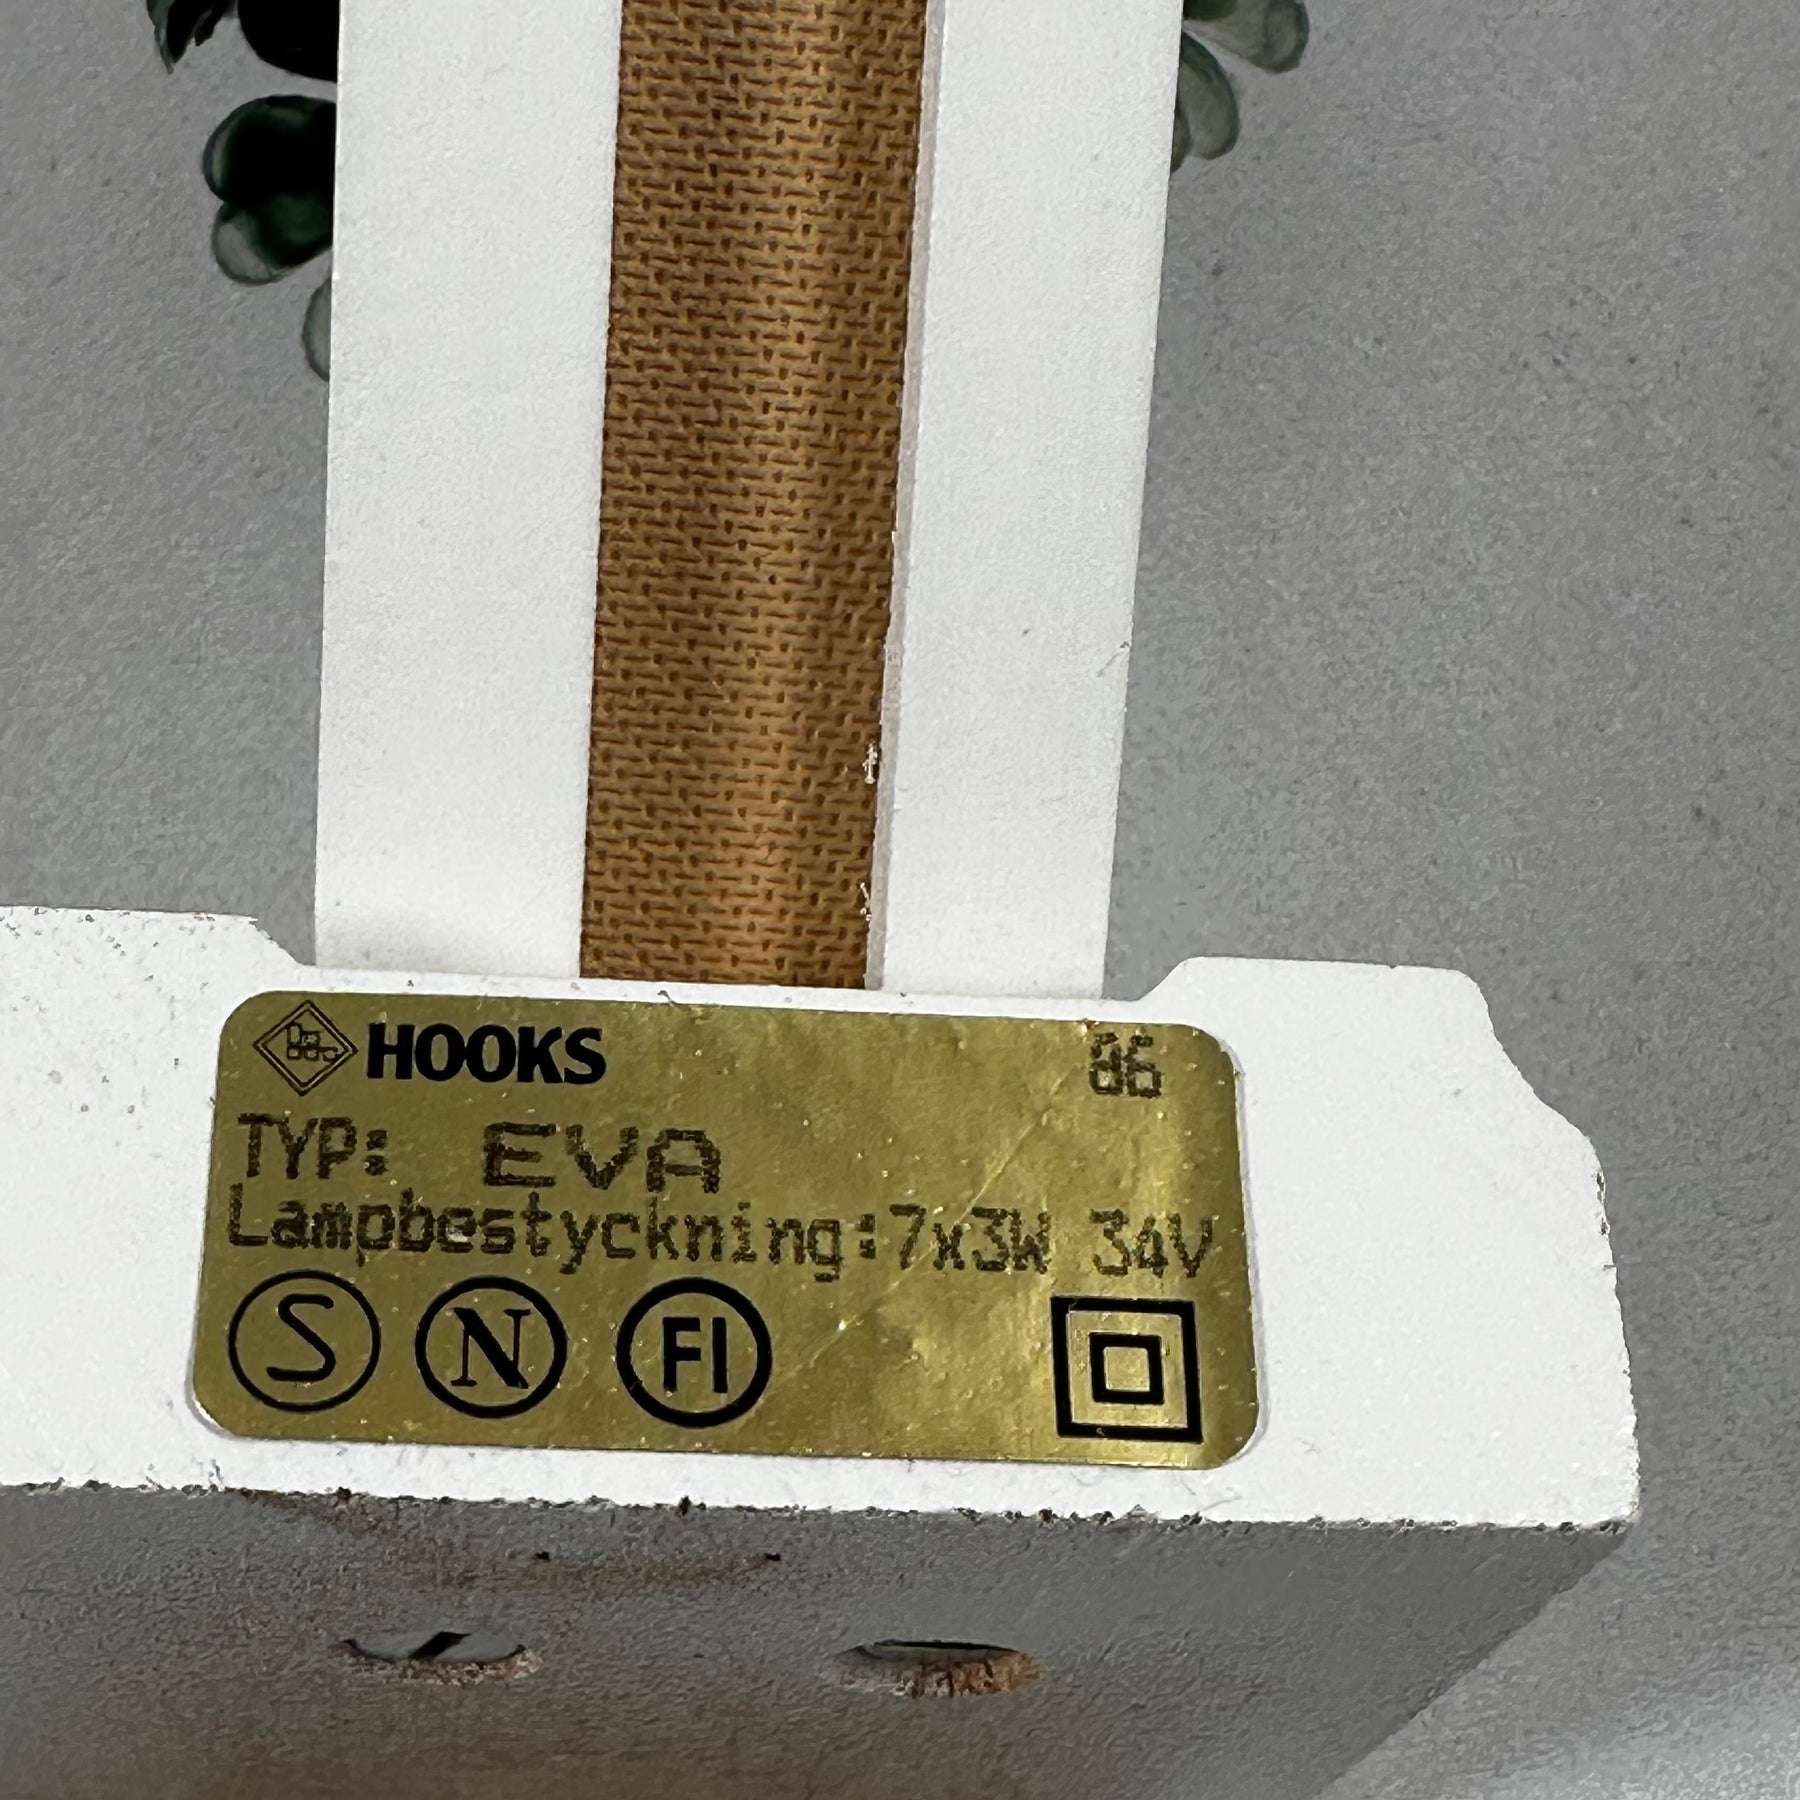 HOOKS 86
TYP: EVA
Lampbestyckning:7x3W 34V
S N FI